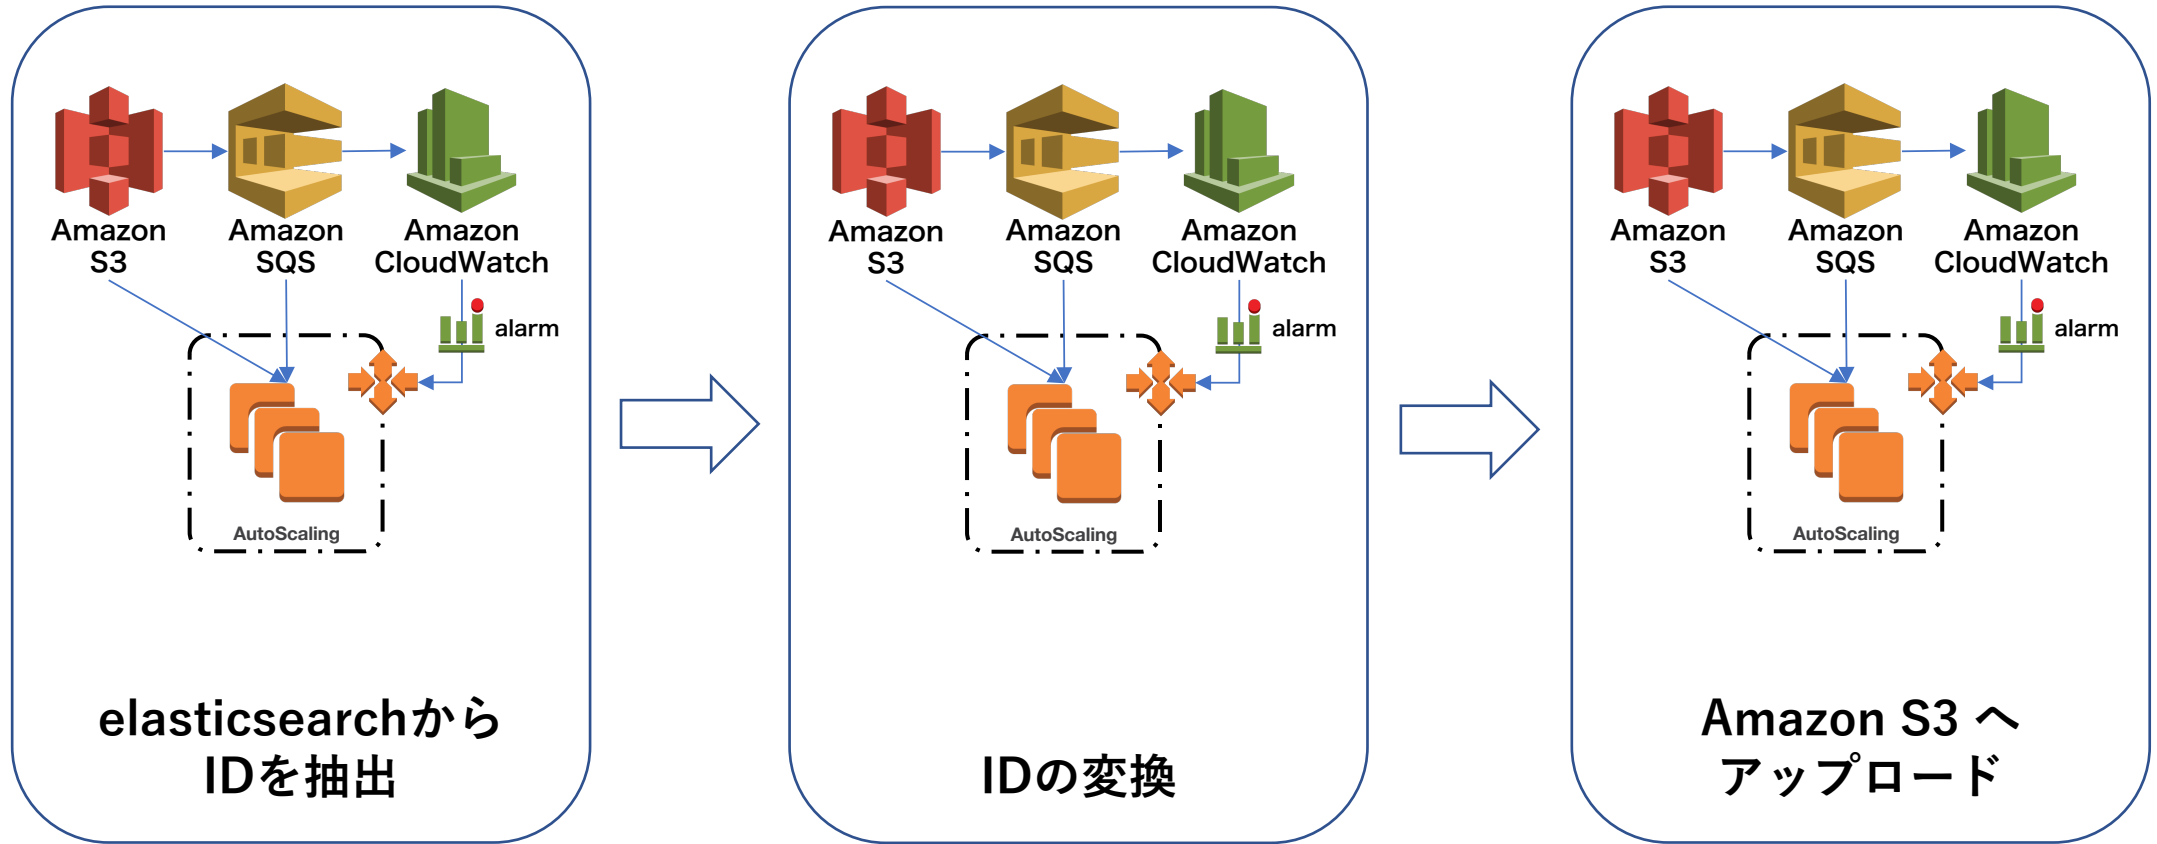 Amazon
S3
Amazon
SQS
Amazon
CloudWatch
alarm
AutoScaling
elasticsearchから
IDを抽出
Amazon
S3
Amazon
SQS
Amazon
CloudWatch
alarm
AutoScaling
IDの変換
Amazon
S3
Amazon
SQS
Amazon
CloudWatch
alarm
AutoScaling
Amazon S3 へ
アップロード